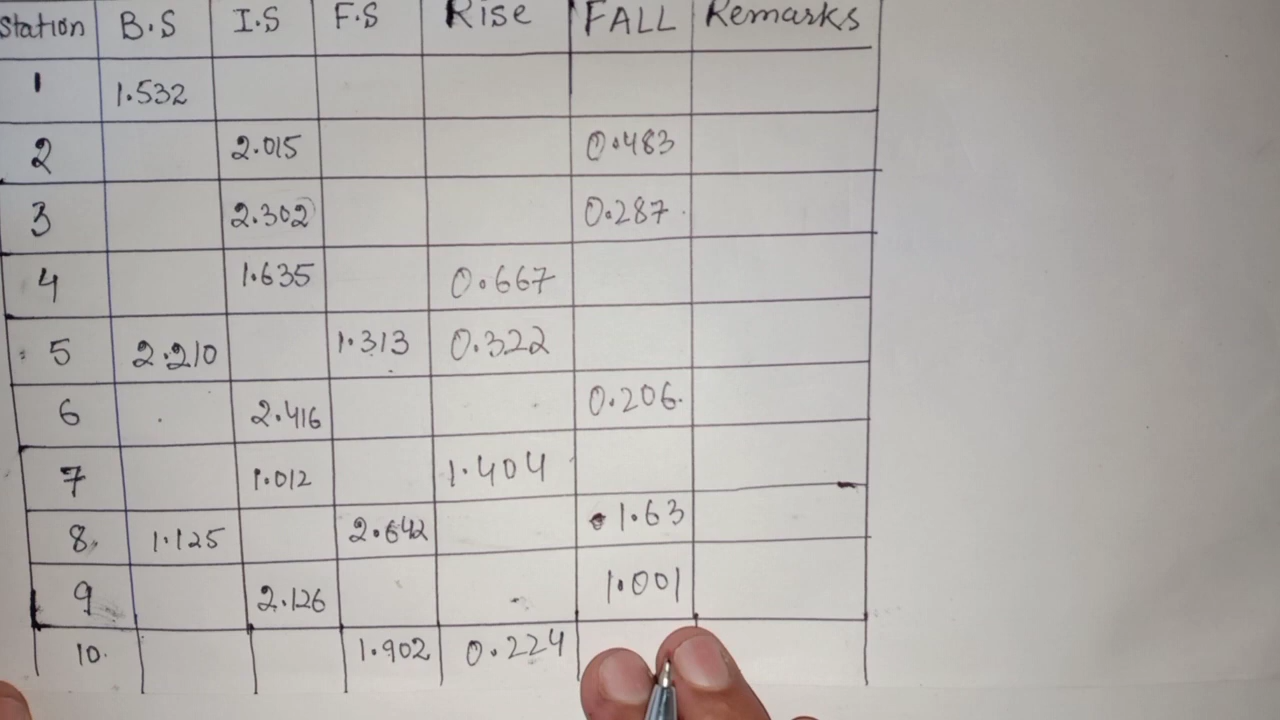 Station B.S I.S F.S Rise FALL Remarks
1 1.532
2 2.015 0.483
3 2.302 0.287
4 1.635 0.667
5 2.210 1.313 0.322
6 2.416 0.206
7 1.012 1.404
8 1.125 2.642 1.63
9 2.126 1.001
10 1.902 0.224